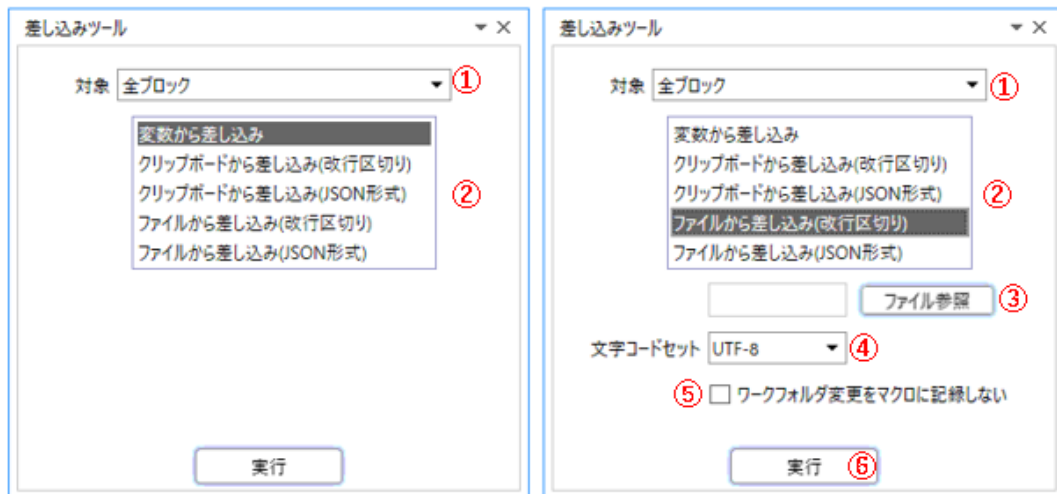 差し込みツール
対象 全ブロック ①
変数から差し込み
クリップボードから差し込み(改行区切り)
クリップボードから差し込み(JSON形式) ②
ファイルから差し込み(改行区切り)
ファイルから差し込み(JSON形式)
実行
差し込みツール
対象 全ブロック ①
変数から差し込み
クリップボードから差し込み(改行区切り)
クリップボードから差し込み(JSON形式) ②
ファイルから差し込み(改行区切り)
ファイルから差し込み(JSON形式)
ファイル参照 ③
文字コードセット UTF-8 ④
⑤ ワークフォルダ変更をマクロに記録しない
実行 ⑥